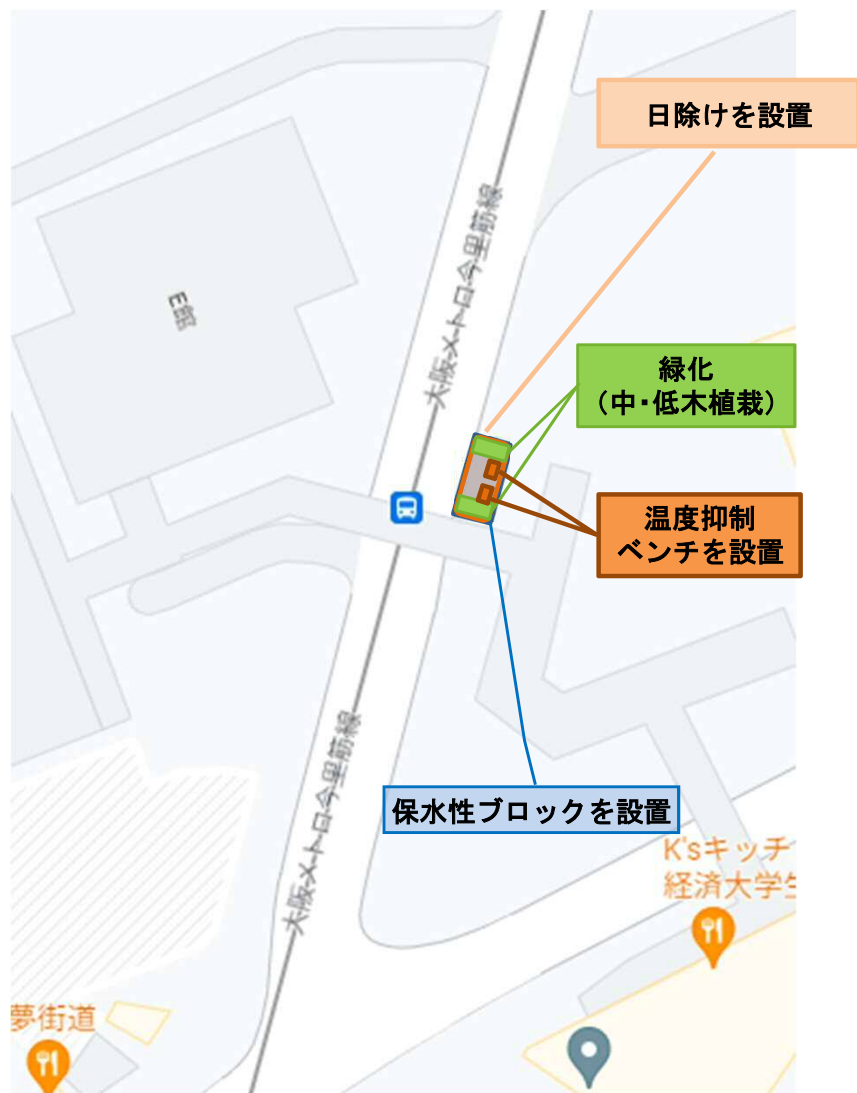 日除けを設置
大阪メトロ今里筋線
E館
緑化
（中・低木植栽）
温度抑制
ベンチを設置
大阪メトロ今里筋線
保水性ブロックを設置
K'sキッチ
経済大学生
夢街道